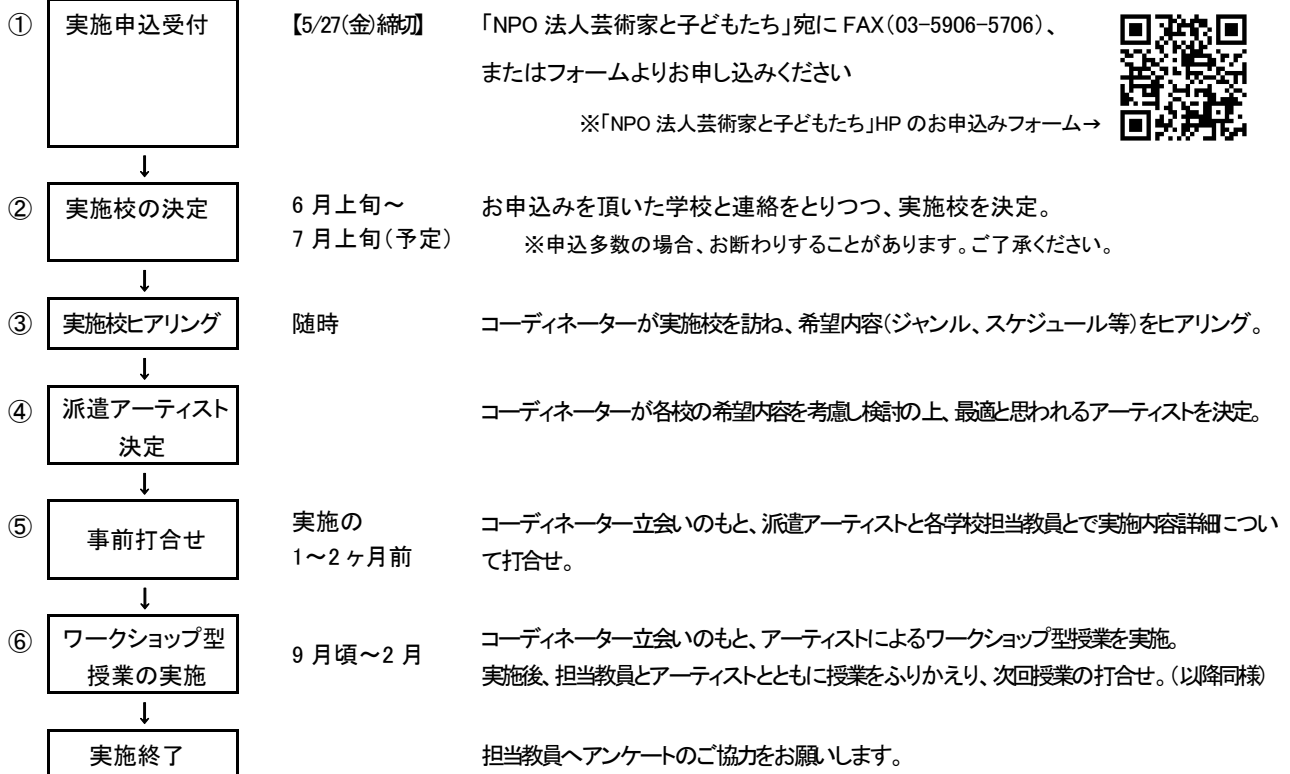 ① 実施申込受付 【5/27(金)締切】 「NPO 法人芸術家と子どもたち」宛に FAX(03-5906-5706)、
またはフォームよりお申し込みください
※「NPO 法人芸術家と子どもたち」HP のお申込みフォーム→
↓
② 実施校の決定 6 月上旬～ お申込みを頂いた学校と連絡をとりつつ、実施校を決定。
7 月上旬(予定) ※申込多数の場合、お断わりすることがあります。ご了承ください。
↓
③ 実施校ヒアリング 随時 コーディネーターが実施校を訪ね、希望内容(ジャンル、スケジュール等)をヒアリング。
↓
④ 派遣アーティスト コーディネーターが各校の希望内容を考慮し検討の上、最適と思われるアーティストを決定。
決定
↓
⑤ 事前打合せ 実施の コーディネーター立会いのもと、派遣アーティストと各学校担当教員とで実施内容詳細につい
1～2 ヶ月前 て打合せ。
↓
⑥ ワークショップ型 9 月頃～2 月 コーディネーター立会いのもと、アーティストによるワークショップ型授業を実施。
授業の実施 実施後、担当教員とアーティストとともに授業をふりかえり、次回授業の打合せ。(以降同様)
↓
実施終了 担当教員へアンケートのご協力をお願いします。